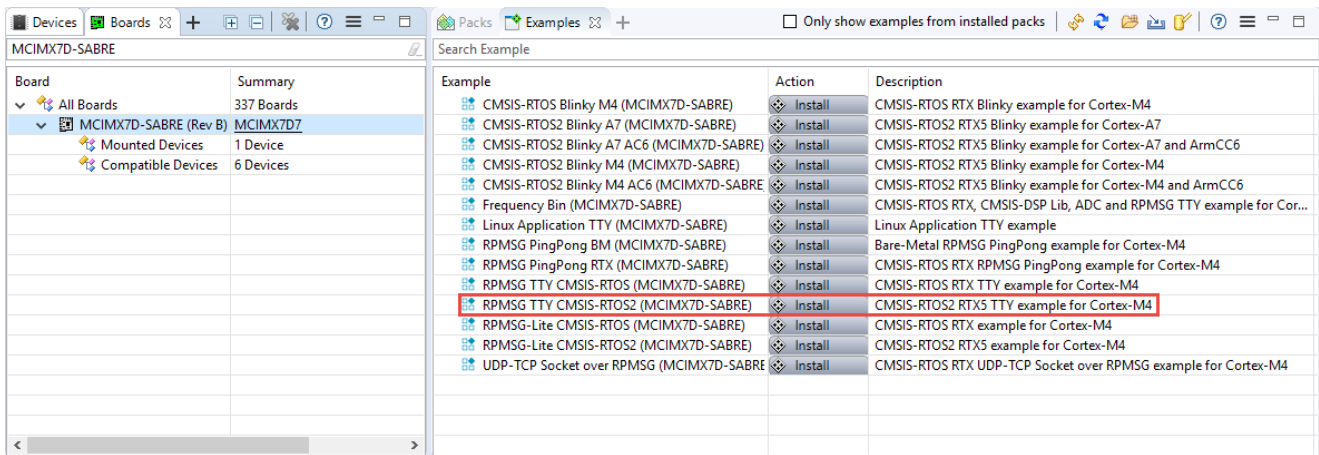 Devices Boards Packs Examples Only show examples from installed packs
MCIMX7D-SABRE Search Example
Board Summary Example Action Description
All Boards 337 Boards CMSIS-RTOS Blinky M4 (MCIMX7D-SABRE) Install CMSIS-RTOS RTX Blinky example for Cortex-M4
MCIMX7D-SABRE (Rev B) MCIMX7D7 CMSIS-RTOS2 Blinky A7 (MCIMX7D-SABRE) Install CMSIS-RTOS2 RTX5 Blinky example for Cortex-A7
Mounted Devices 1 Device CMSIS-RTOS2 Blinky A7 AC6 (MCIMX7D-SABRE) Install CMSIS-RTOS2 RTX5 Blinky example for Cortex-A7 and ArmCC6
Compatible Devices 6 Devices CMSIS-RTOS2 Blinky M4 (MCIMX7D-SABRE) Install CMSIS-RTOS2 RTX5 Blinky example for Cortex-M4
CMSIS-RTOS2 Blinky M4 AC6 (MCIMX7D-SABRE Install CMSIS-RTOS2 RTX5 Blinky example for Cortex-M4 and ArmCC6
Frequency Bin (MCIMX7D-SABRE) Install CMSIS-RTOS RTX, CMSIS-DSP Lib, ADC and RPMSG TTY example for Cor...
Linux Application TTY (MCIMX7D-SABRE) Install Linux Application TTY example
RPMSG PingPong BM (MCIMX7D-SABRE) Install Bare-Metal RPMSG PingPong example for Cortex-M4
RPMSG PingPong RTX (MCIMX7D-SABRE) Install CMSIS-RTOS RTX RPMSG PingPong example for Cortex-M4
RPMSG TTY CMSIS-RTOS (MCIMX7D-SABRE) Install CMSIS-RTOS RTX TTY example for Cortex-M4
RPMSG TTY CMSIS-RTOS2 (MCIMX7D-SABRE) Install CMSIS-RTOS2 RTX5 TTY example for Cortex-M4
RPMSG-Lite CMSIS-RTOS (MCIMX7D-SABRE) Install CMSIS-RTOS RTX example for Cortex-M4
RPMSG-Lite CMSIS-RTOS2 (MCIMX7D-SABRE) Install CMSIS-RTOS2 RTX5 example for Cortex-M4
UDP-TCP Socket over RPMSG (MCIMX7D-SABRE Install CMSIS-RTOS RTX UDP-TCP Socket over RPMSG example for Cortex-M4